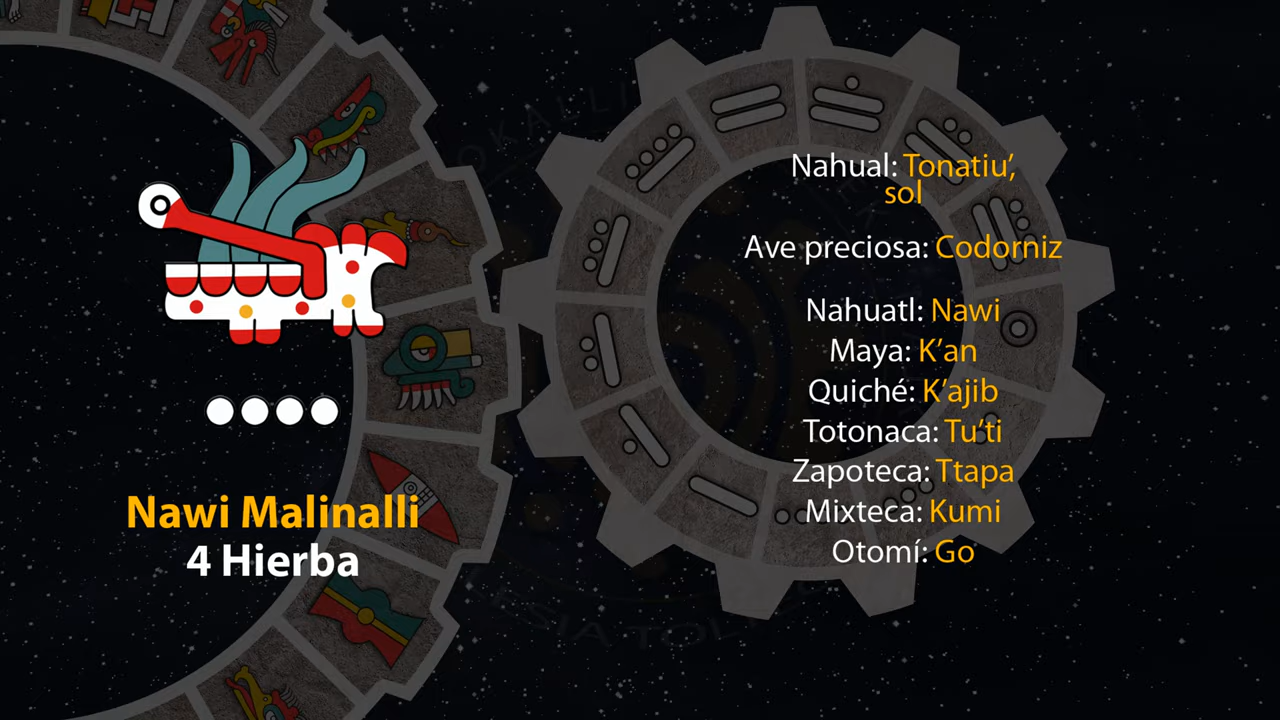 Nawi Malinalli
4 Hierba
Nahual: Tonatiu’,
sol
Ave preciosa: Codorniz
Nahuatl: Nawi
Maya: K’an
Quiché: K’ajib
Totonaca: Tu’ti
Zapoteca: Ttapa
Mixteca: Kumi
Otomí: Go